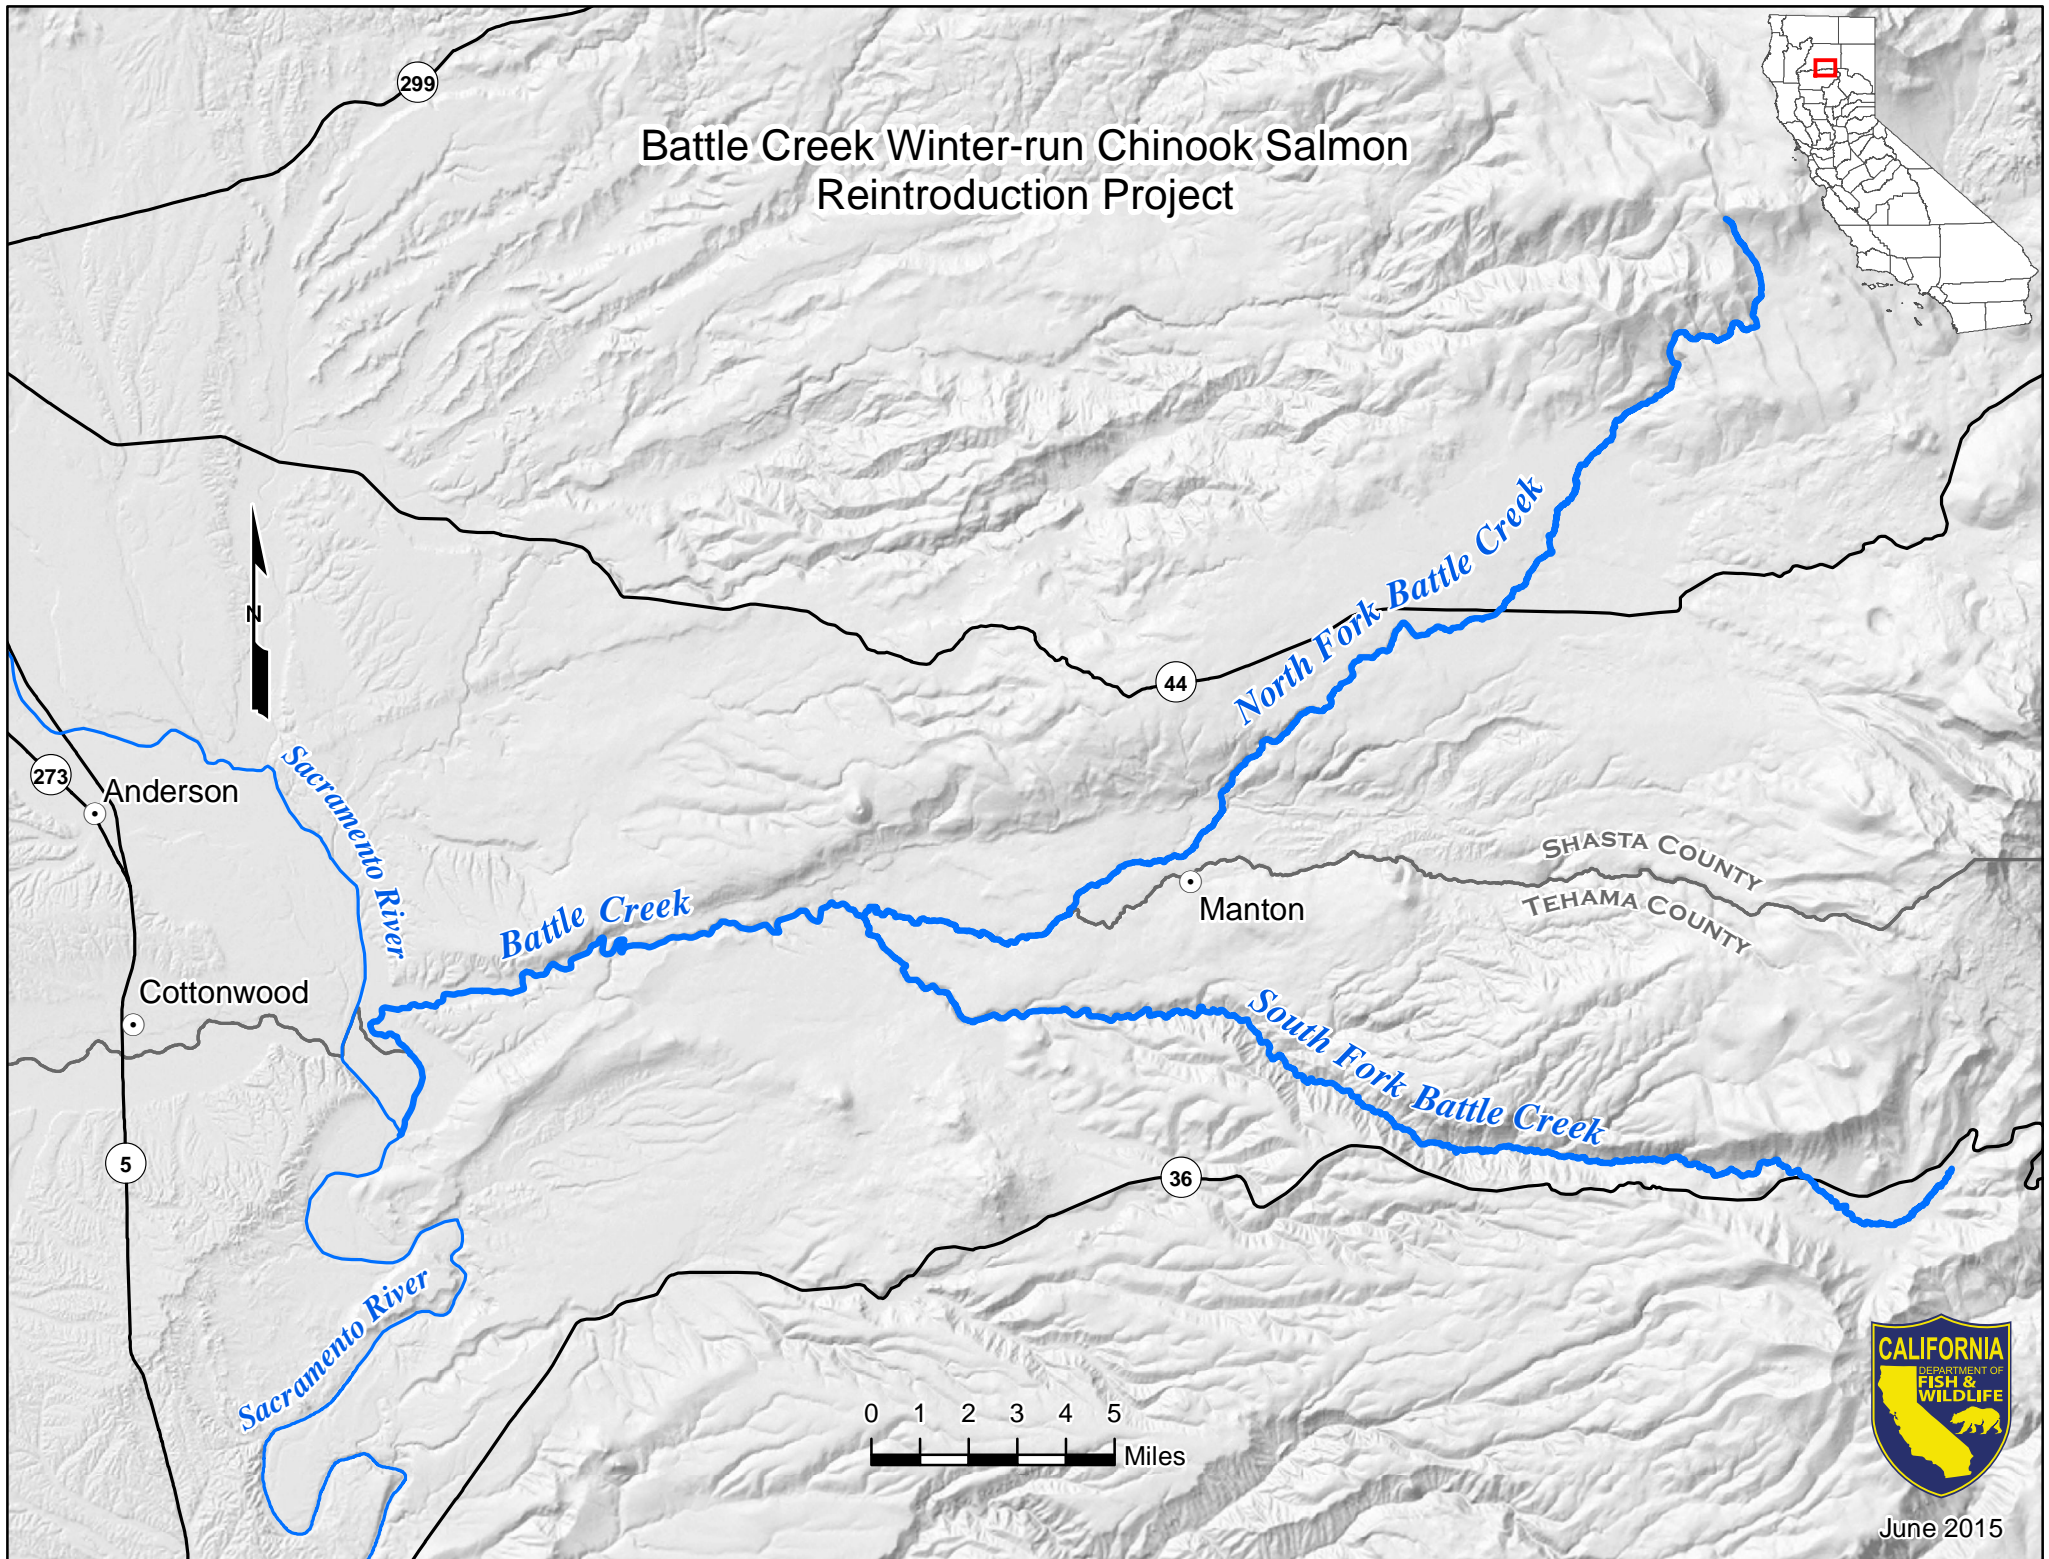 299
Battle Creek Winter-run Chinook Salmon
Reintroduction Project
North Fork Battle Creek
N
44
Sacramento River
273
Anderson
SHASTA COUNTY
TEHAMA COUNTY
Manton
Battle Creek
Cottonwood
South Fork Battle Creek
5
36
Sacramento River
0 1 2 3 4 5
Miles
CALIFORNIA
DEPARTMENT OF
FISH &
WILDLIFE
June 2015